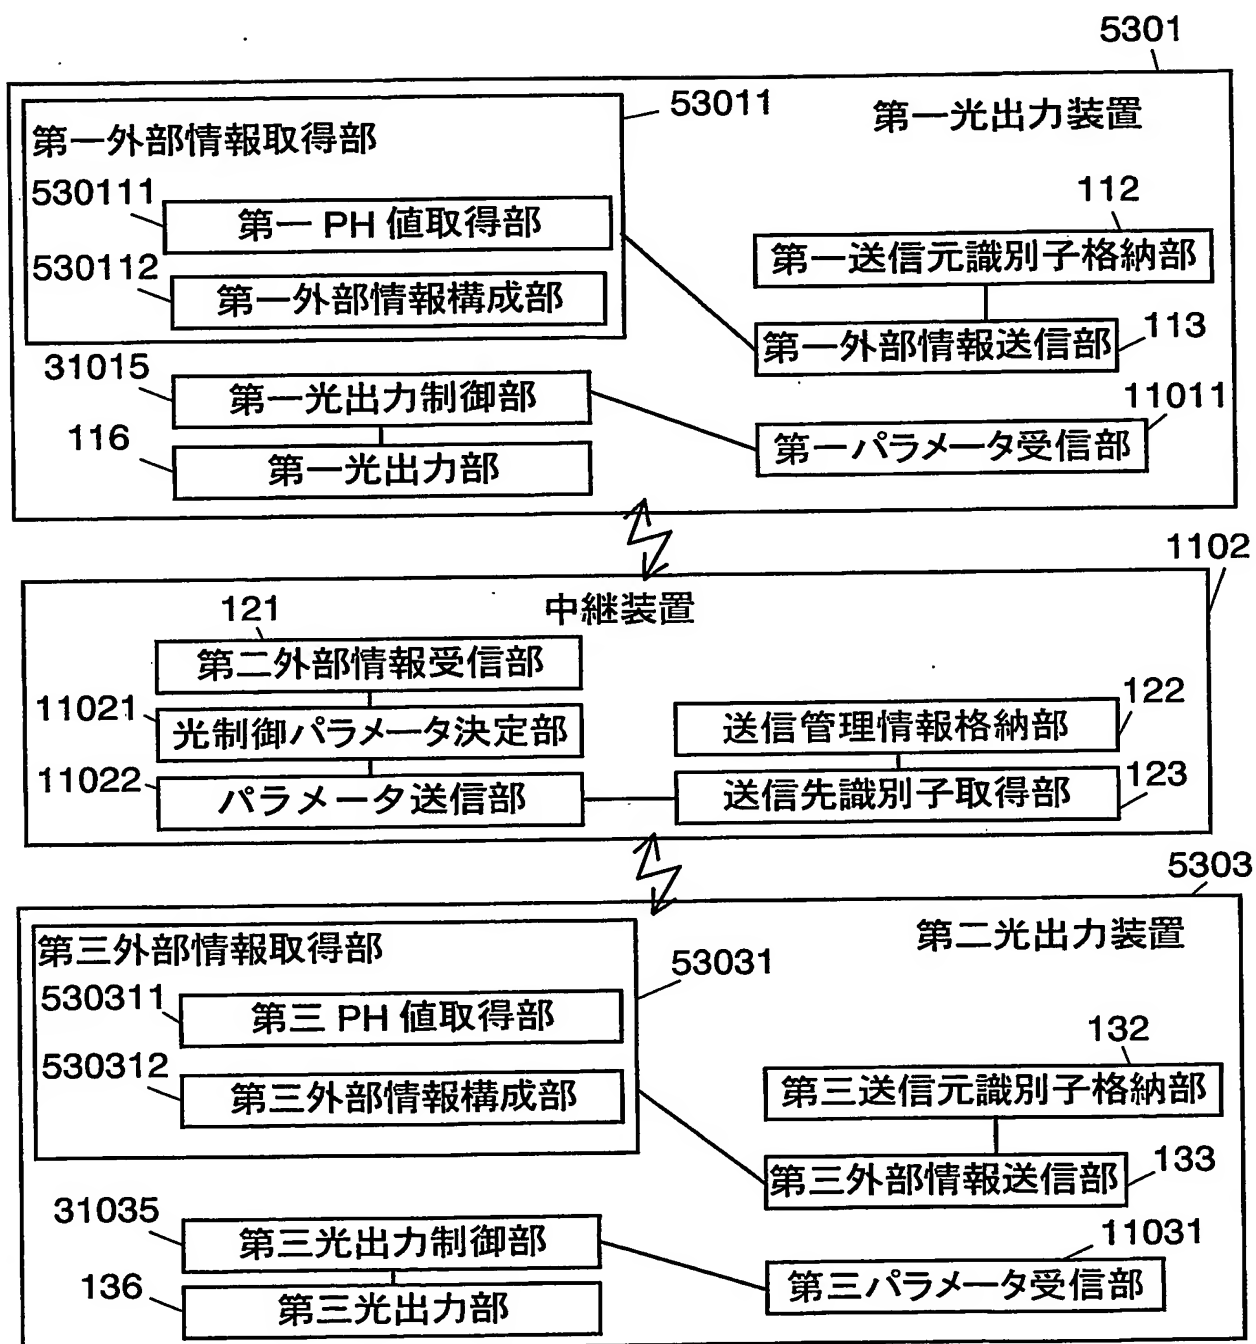 5301
53011
第一光出力装置
第一外部情報取得部
530111
第一 PH 値取得部
112
第一送信元識別子格納部
530112
第一外部情報構成部
第一外部情報送信部
113
31015
第一光出力制御部
11011
116
第一光出力部
第一パラメータ受信部
1102
中継装置
121
第二外部情報受信部
11021
光制御パラメータ決定部
送信管理情報格納部
122
11022
パラメータ送信部
送信先識別子取得部
123
5303
第二光出力装置
第三外部情報取得部
53031
530311
第三 PH 値取得部
132
530312
第三外部情報構成部
第三送信元識別子格納部
第三外部情報送信部
133
31035
第三光出力制御部
11031
136
第三光出力部
第三パラメータ受信部